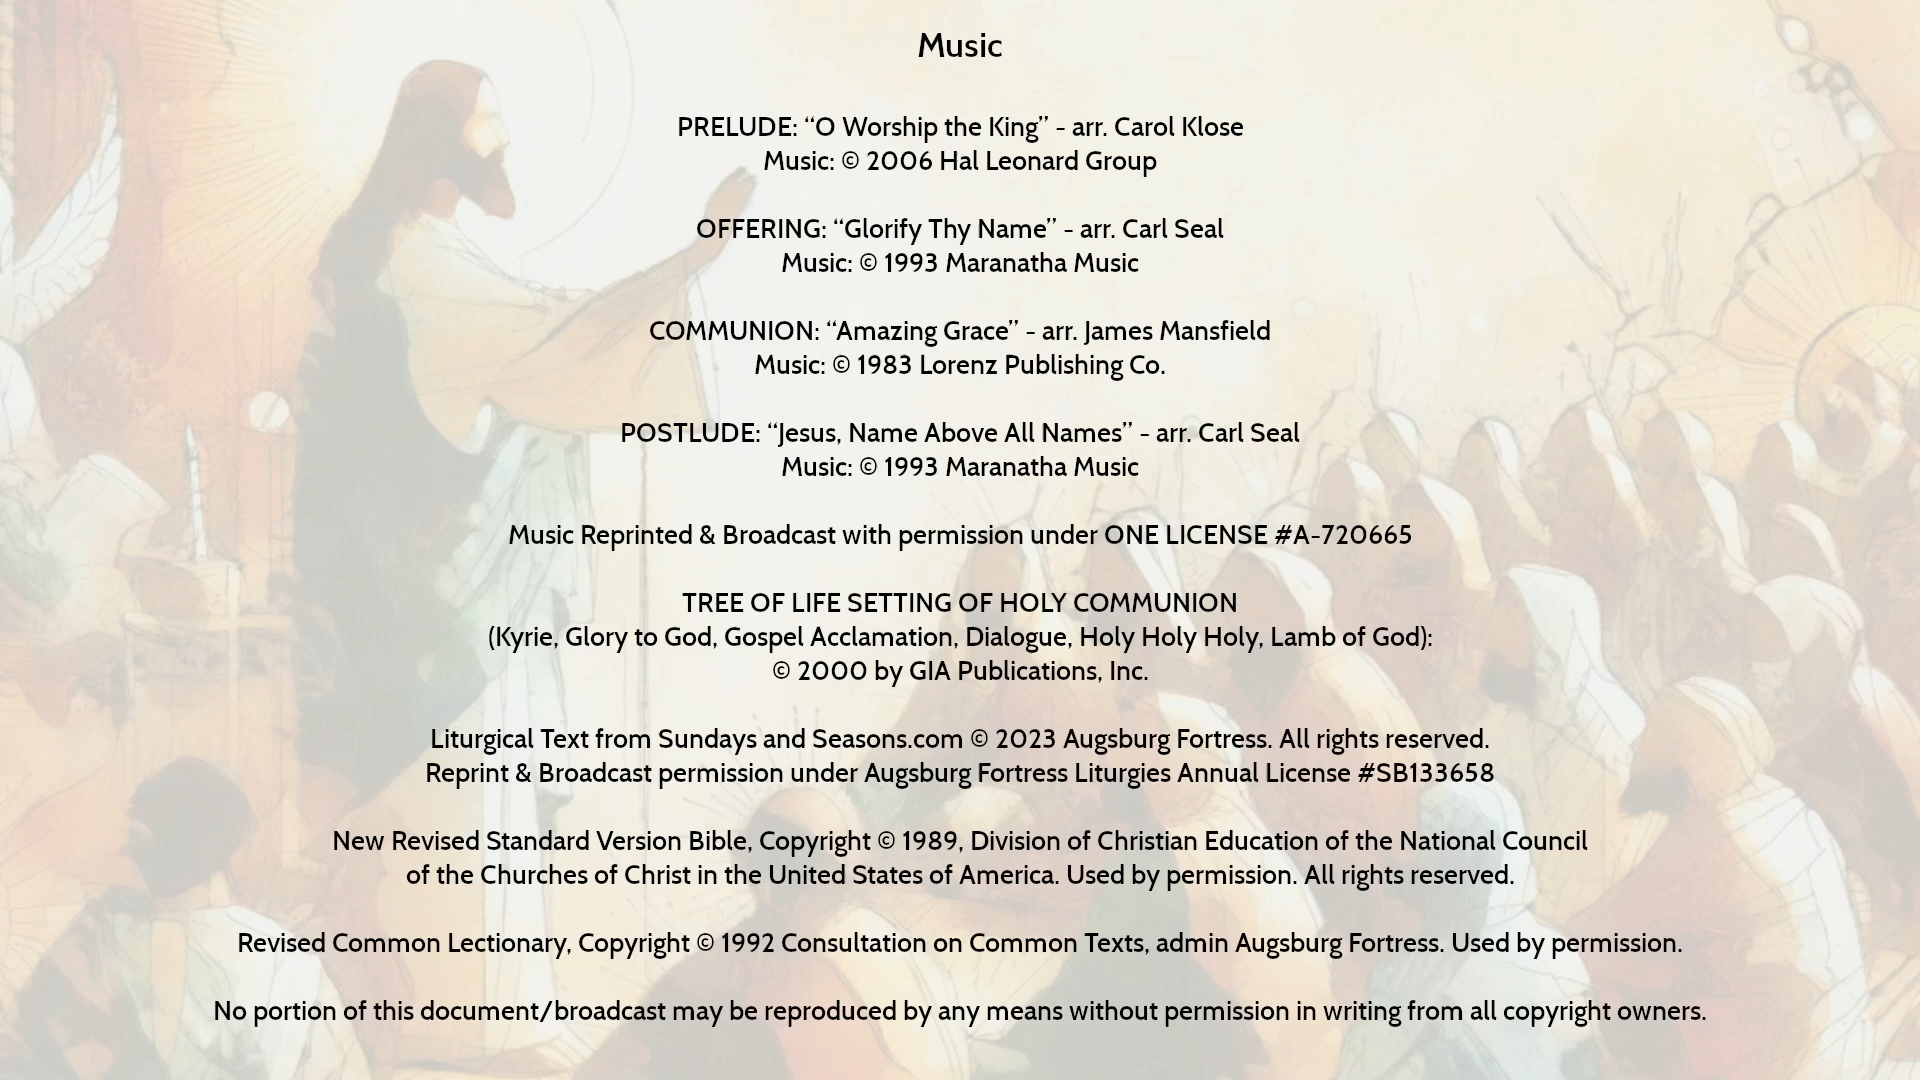 Music
PRELUDE: “O Worship the King” - arr. Carol Klose
Music: © 2006 Hal Leonard Group
OFFERING: “Glorify Thy Name” - arr. Carl Seal
Music: © 1993 Maranatha Music
COMMUNION: “Amazing Grace” - arr. James Mansfield
Music: © 1983 Lorenz Publishing Co.
POSTLUDE: “Jesus, Name Above All Names” - arr. Carl Seal
Music: © 1993 Maranatha Music
Music Reprinted & Broadcast with permission under ONE LICENSE #A-720665
TREE OF LIFE SETTING OF HOLY COMMUNION
(Kyrie, Glory to God, Gospel Acclamation, Dialogue, Holy Holy Holy, Lamb of God):
© 2000 by GIA Publications, Inc.
Liturgical Text from Sundays and Seasons.com © 2023 Augsburg Fortress. All rights reserved.
Reprint & Broadcast permission under Augsburg Fortress Liturgies Annual License #SB133658
New Revised Standard Version Bible, Copyright © 1989, Division of Christian Education of the National Council
of the Churches of Christ in the United States of America. Used by permission. All rights reserved.
Revised Common Lectionary, Copyright © 1992 Consultation on Common Texts, admin Augsburg Fortress. Used by permission.
No portion of this document/broadcast may be reproduced by any means without permission in writing from all copyright owners.